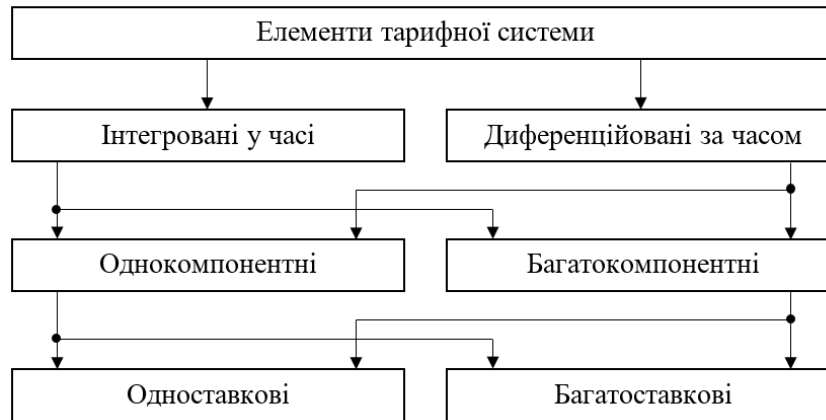 Елементи тарифної системи
Інтегровані у часі
Диференційовані за часом
Однокомпонентні
Багатокомпонентні
Одноставкові
Багатоставкові